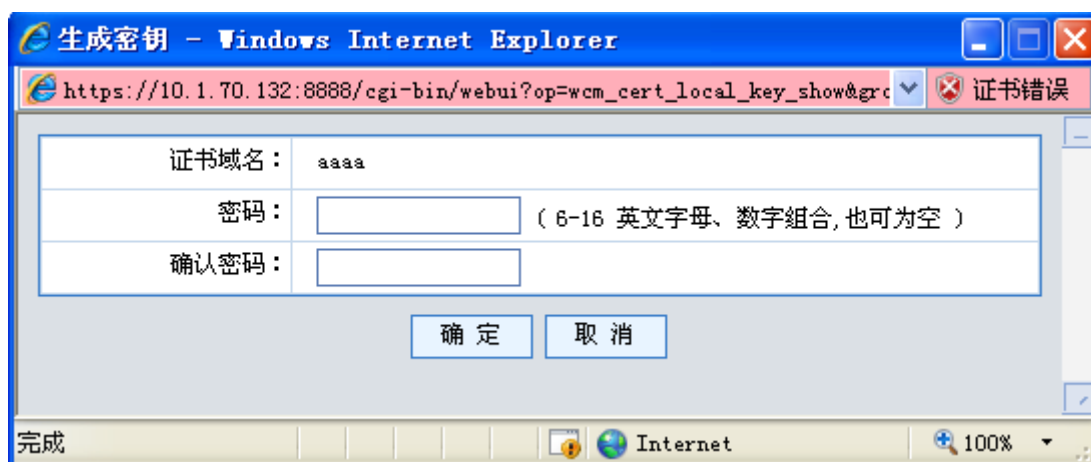 生成密钥 - Windows Internet Explorer
https://10.1.70.132:8888/cgi-bin/webui?op=wcm_cert_local_key_show&grc 证书错误
证书域名： aaaa
密码： （ 6-16 英文字母、数字组合,也可为空 ）
确认密码：
确 定 取 消
完成 Internet 100%